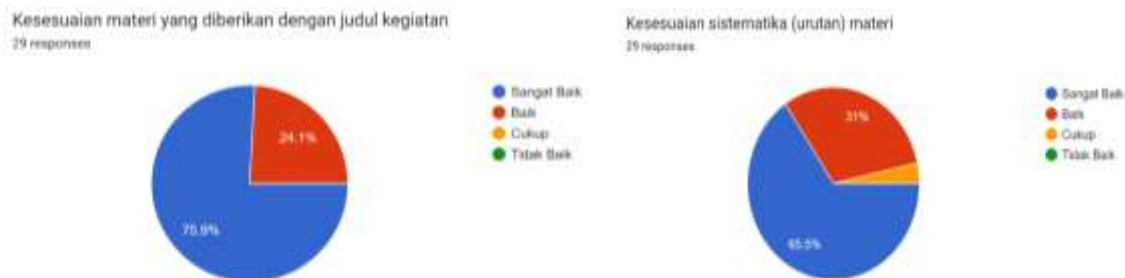 Kesesuaian materi yang diberikan dengan judul kegiatan
29 responses
Sangat Baik
Baik
Cukup
Tidak Baik
24.1%
75.9%
Kesesuaian sistematika (urutan) materi
29 responses
Sangat Baik
Baik
Cukup
Tidak Baik
31%
65.5%